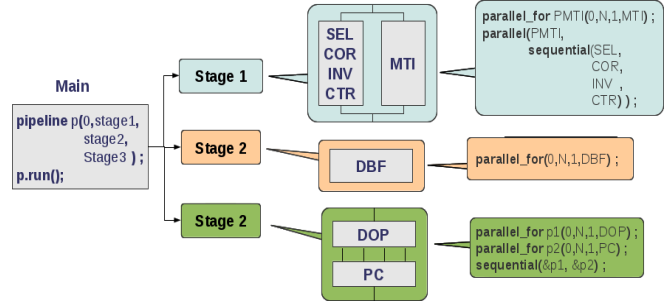 Main
pipeline p(0,stage1,
stage2,
Stage3 ) ;
p.run();
Stage 1
SEL
COR
INV
CTR
MTI
parallel_for PMTI(0,N,1,MTI) ;
parallel(PMTI,
sequential(SEL,
COR,
INV ,
CTR) ) ;
Stage 2
DBF
parallel_for(0,N,1,DBF) ;
Stage 2
DOP
PC
parallel_for p1(0,N,1,DOP) ;
parallel_for p2(0,N,1,PC) ;
sequential(&p1, &p2) ;